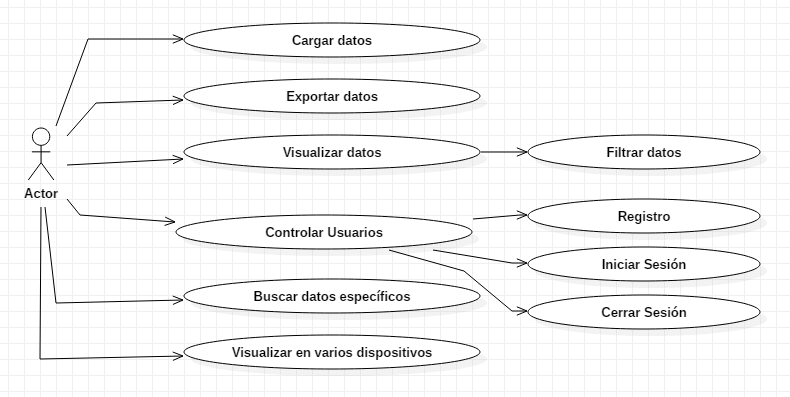 Cargar datos
Exportar datos
Visualizar datos
Filtrar datos
Actor
Controlar Usuarios
Registro
Iniciar Sesión
Cerrar Sesión
Buscar datos específicos
Visualizar en varios dispositivos